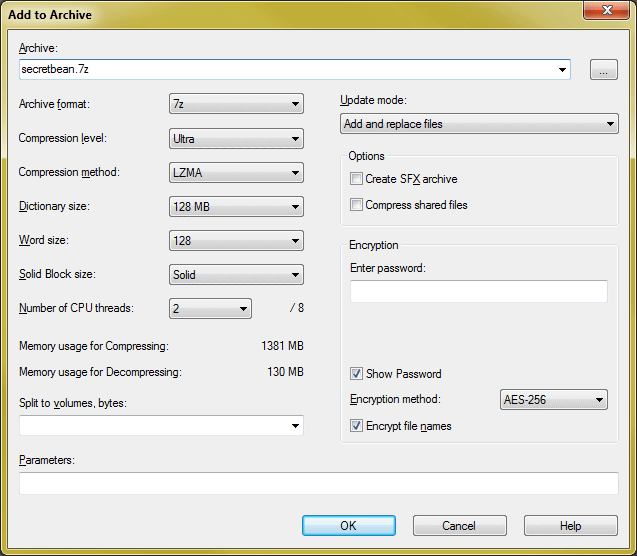 Add to Archive
Archive:
secretbean.7z
...
Archive format: 7z
Compression level: Ultra
Compression method: LZMA
Dictionary size: 128 MB
Word size: 128
Solid Block size: Solid
Number of CPU threads: 2 / 8
Memory usage for Compressing: 1381 MB
Memory usage for Decompressing: 130 MB
Split to volumes, bytes:
Update mode:
Add and replace files
Options
Create SFX archive
Compress shared files
Encryption
Enter password:
Show Password
Encryption method: AES-256
Encrypt file names
Parameters:
OK Cancel Help